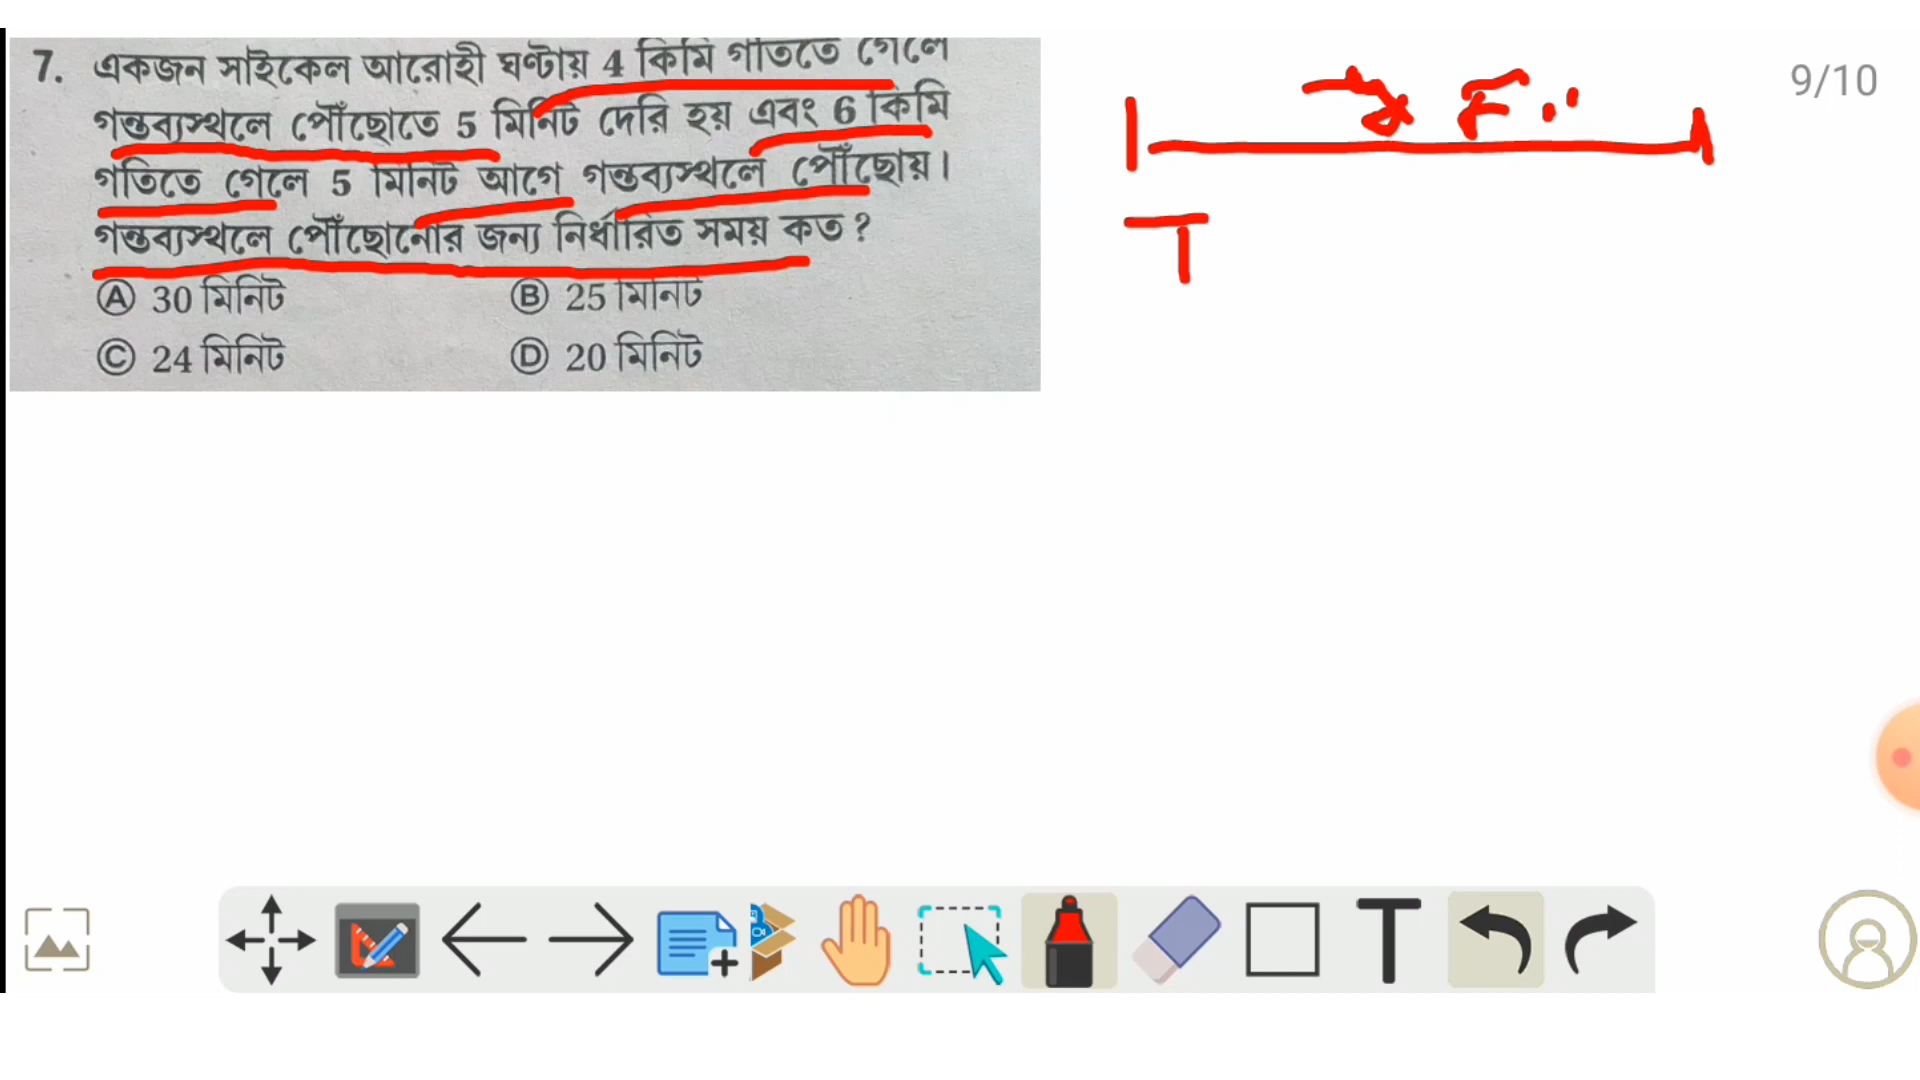 7. একজন সাইকেল আরোহী ঘণ্টায় 4 কিমি গতিতে গেলে
গন্তব্যস্থলে পৌঁছোতে 5 মিনিট দেরি হয় এবং 6 কিমি
গতিতে গেলে 5 মিনিট আগে গন্তব্যস্থলে পৌঁছোয়।
গন্তব্যস্থলে পৌঁছোনোর জন্য নির্ধারিত সময় কত?
Ⓐ 30 মিনিট Ⓑ 25 মিনিট
Ⓒ 24 মিনিট Ⓓ 20 মিনিট
9/10
T